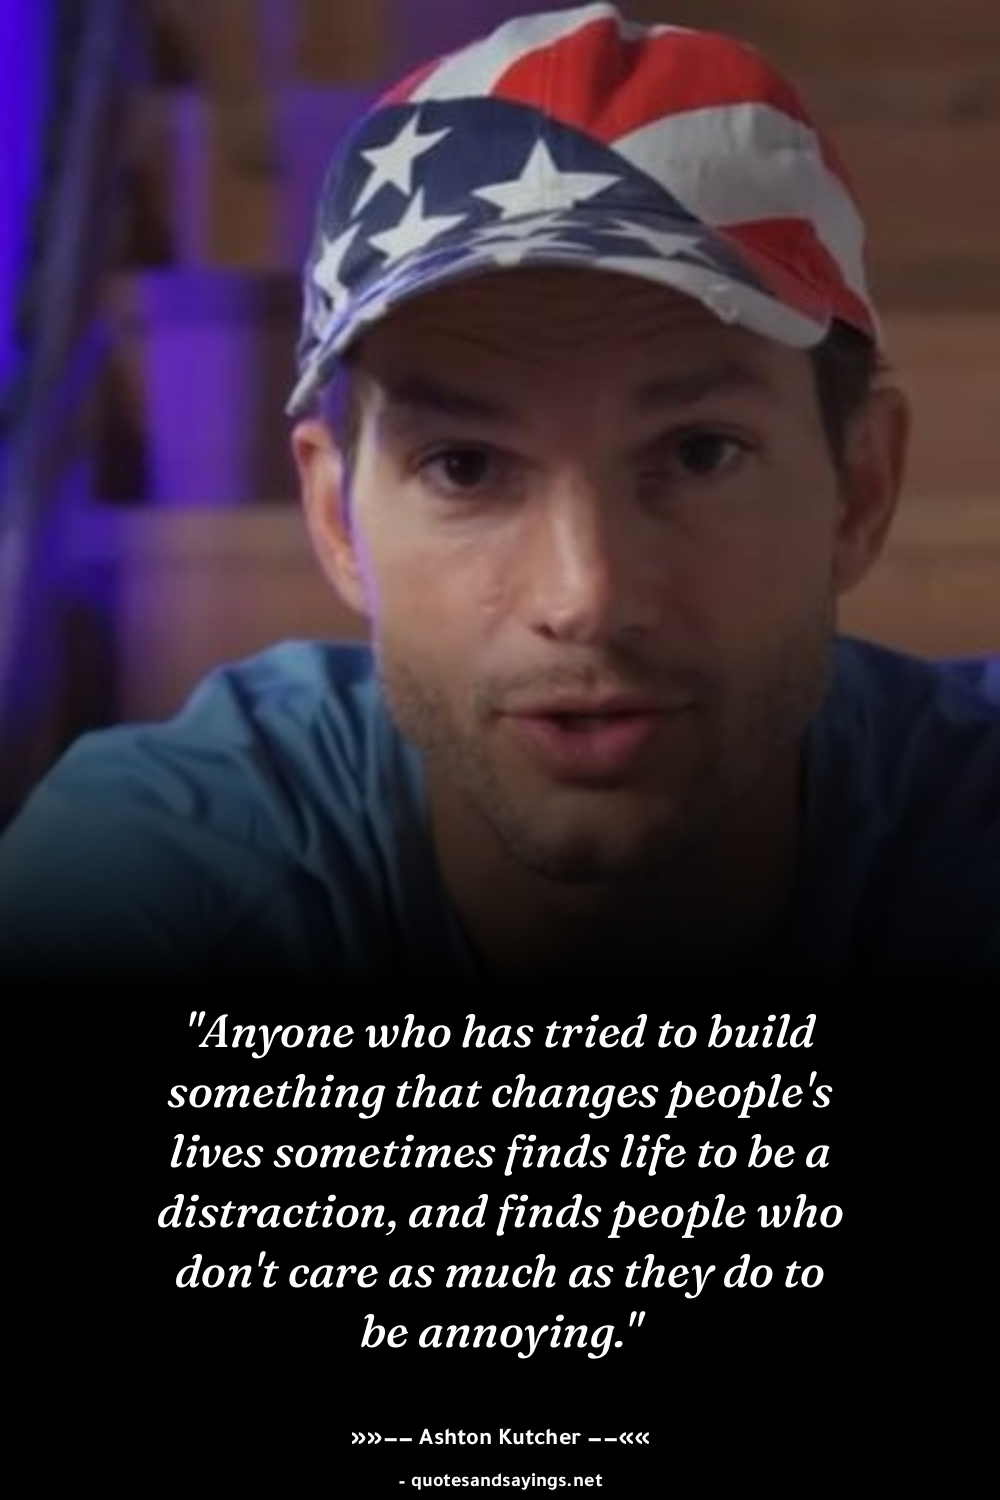 "Anyone who has tried to build
something that changes people's
lives sometimes finds life to be a
distraction, and finds people who
don't care as much as they do to
be annoying."
»»–– Ashton Kutcher ––««
- quotesandsayings.net